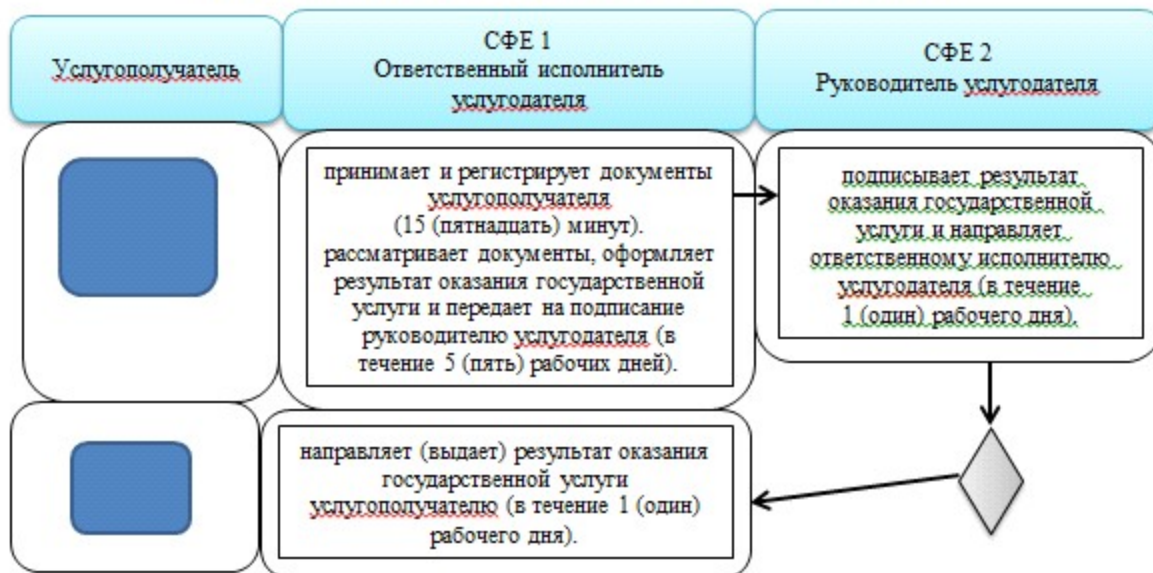 Услугополучатель
СФЕ 1
Ответственный исполнитель
услугодателя
СФЕ 2
Руководитель услугодателя
принимает и регистрирует документы
услугополучателя
(15 (пятнадцать) минут).
рассматривает документы, оформляет
результат оказания государственной
услуги и передает на подписание
руководителю услугодателя (в
течение 5 (пять) рабочих дней).
подписывает результат
оказания государственной
услуги и направляет
ответственному исполнителю
услугодателя (в течение
1 (один) рабочего дня).
направляет (выдает) результат оказания
государственной услуги
услугополучателю (в течение 1 (один)
рабочего дня).